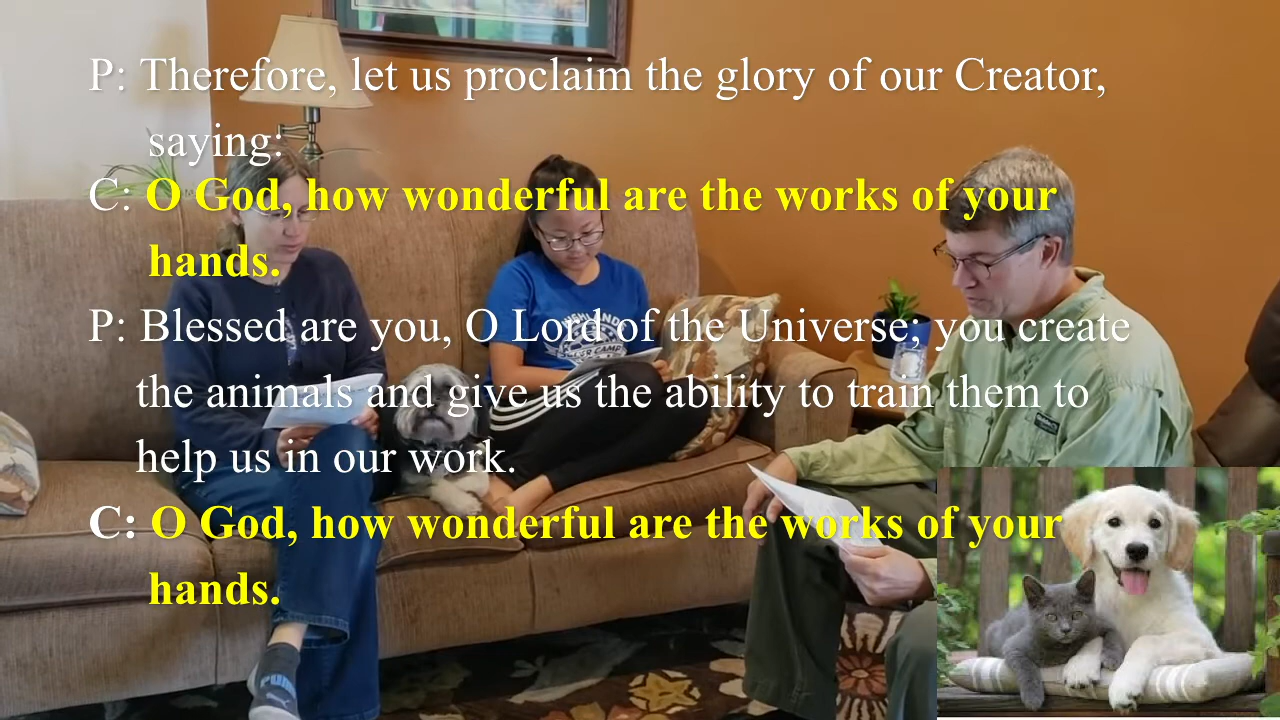 P: Therefore, let us proclaim the glory of our Creator,
saying:
C: O God, how wonderful are the works of your
hands.
P: Blessed are you, O Lord of the Universe; you create
the animals and give us the ability to train them to
help us in our work.
C: O God, how wonderful are the works of your
hands.
PUMA